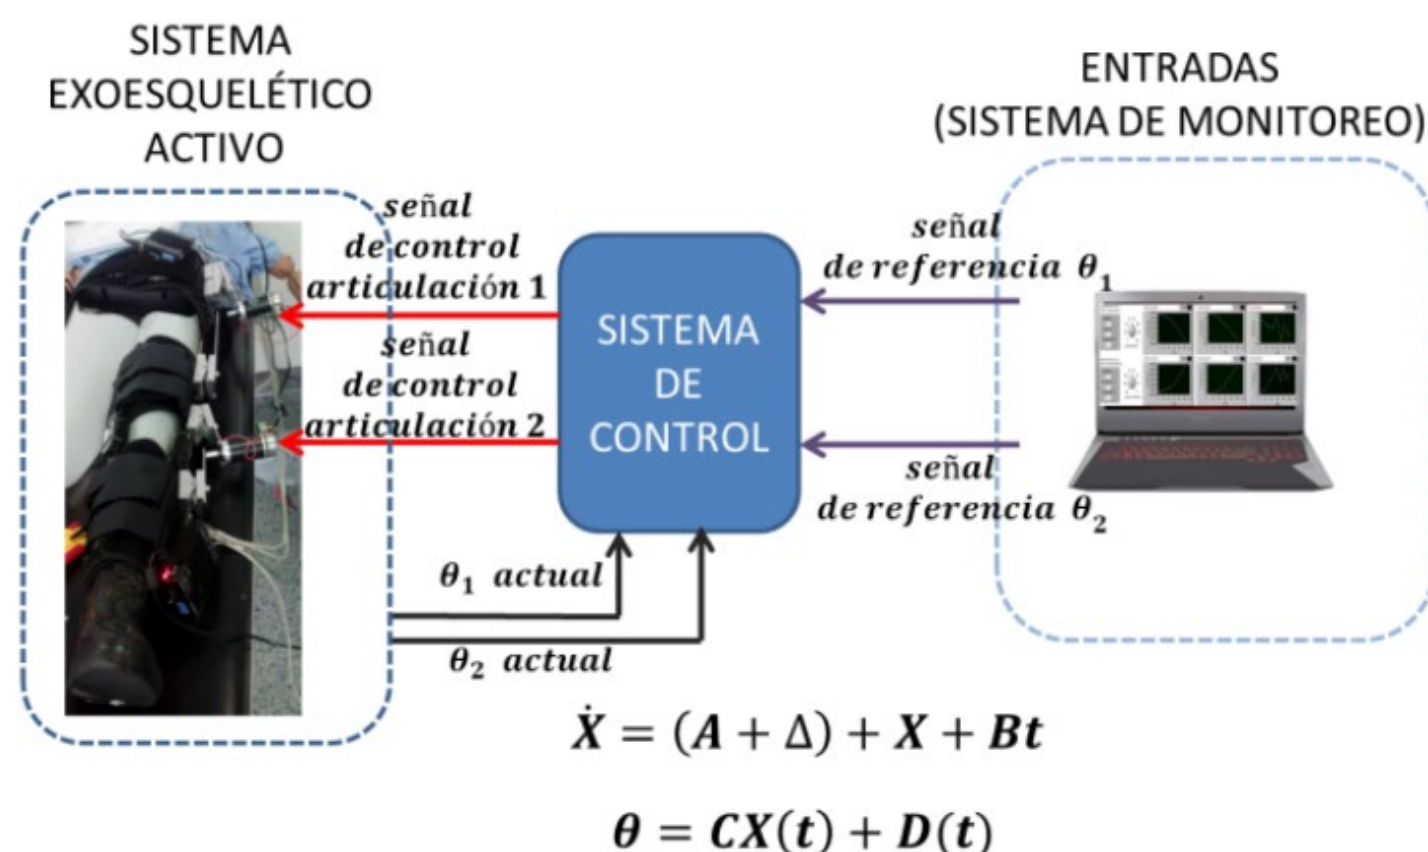 SISTEMA
EXOESQUELÉTICO
ACTIVO
ENTRADAS
(SISTEMA DE MONITOREO)
señal
de control
articulación 1
señal
de control
articulación 2
SISTEMA
DE
CONTROL
señal
de referencia θ₁
señal
de referencia θ₂
θ₁ actual
θ₂ actual
Ẋ = (A + Δ) + X + Bt
θ = CX(t) + D(t)